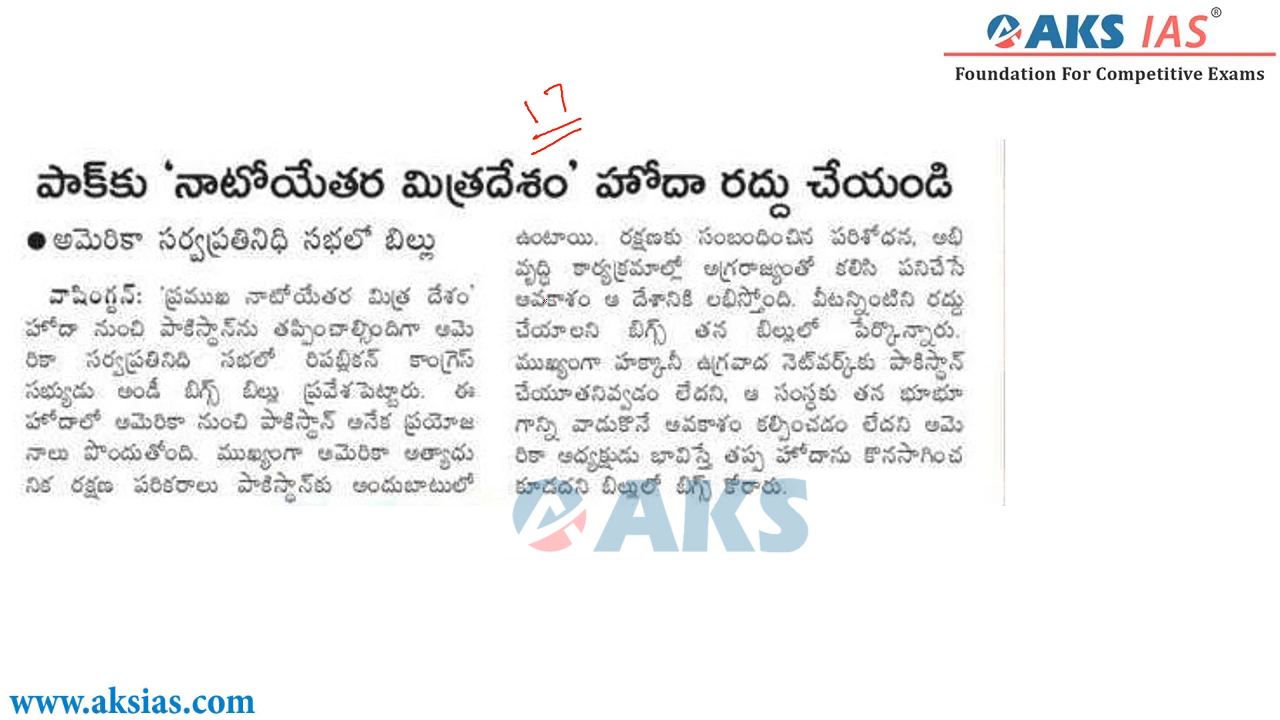 AKS IAS®
Foundation For Competitive Exams
17
పాక్‌కు 'నాటోయేతర మిత్రదేశం' హోదా రద్దు చేయండి
● అమెరికా సర్వప్రతినిధి సభలో బిల్లు
వాషింగ్టన్: 'ప్రముఖ నాటోయేతర మిత్ర దేశం'
హోదా నుంచి పాకిస్థాన్‌ను తప్పించాల్సిందిగా అమె
రికా సర్వప్రతినిధి సభలో రిపబ్లికన్ కాంగ్రెస్
సభ్యుడు అండీ బిగ్స్ బిల్లు ప్రవేశపెట్టారు. ఈ
హోదాలో అమెరికా నుంచి పాకిస్థాన్ అనేక ప్రయోజ
నాలు పొందుతోంది. ముఖ్యంగా అమెరికా అత్యాధు
నిక రక్షణ పరికరాలు పాకిస్థాన్‌కు అందుబాటులో
ఉంటాయి. రక్షణకు సంబంధించిన పరిశోధన, అభి
వృద్ధి కార్యక్రమాల్లో అగ్రరాజ్యంతో కలిసి పనిచేసే
అవకాశం ఆ దేశానికి లభిస్తోంది. వీటన్నింటిని రద్దు
చేయాలని బిగ్స్ తన బిల్లులో పేర్కొన్నారు.
ముఖ్యంగా హక్కానీ ఉగ్రవాద నెట్‌వర్క్‌కు పాకిస్థాన్
చేయూతనివ్వడం లేదని, ఆ సంస్థకు తన భూభూ
గాన్ని వాడుకొనే అవకాశం కల్పించడం లేదని అమె
రికా అధ్యక్షుడు భావిస్తే తప్ప హోదాను కొనసాగించ
కూడదని బిల్లులో బిగ్స్ కోరారు.
AKS
www.aksias.com